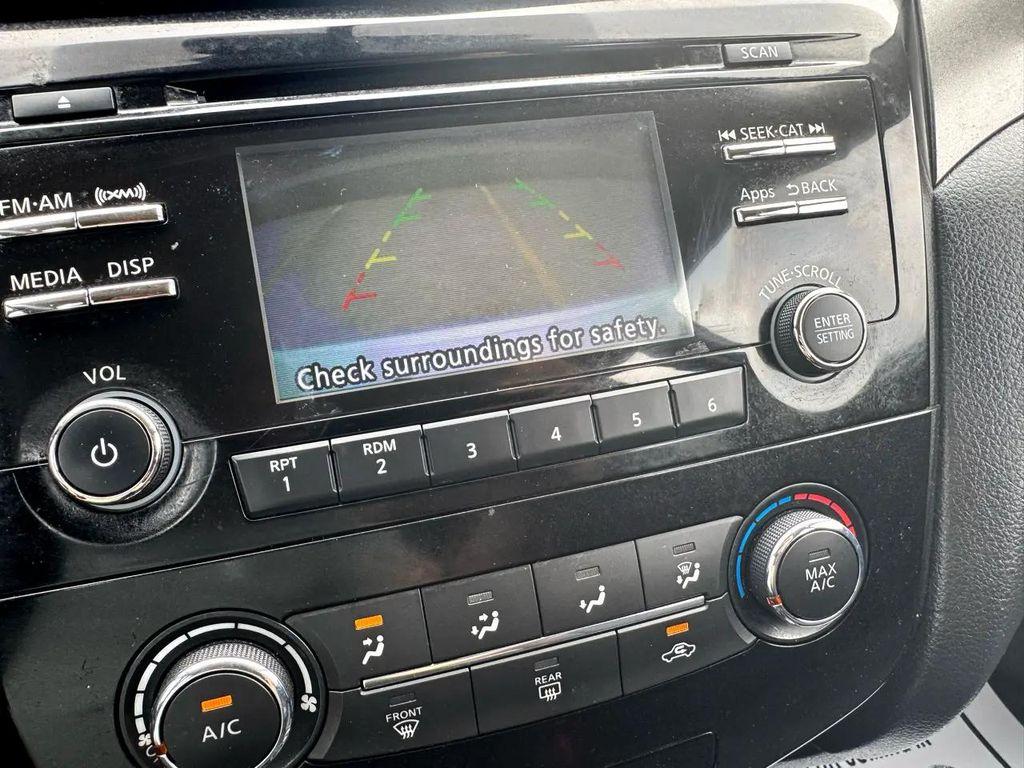 SCAN
SEEK·CAT
FM·AM
((XM))
Apps
BACK
MEDIA
DISP
TUNE·SCROLL
ENTER
SETTING
Check surroundings for safety.
VOL
RPT
1
RDM
2
3
4
5
6
MAX
A/C
A/C
FRONT
REAR